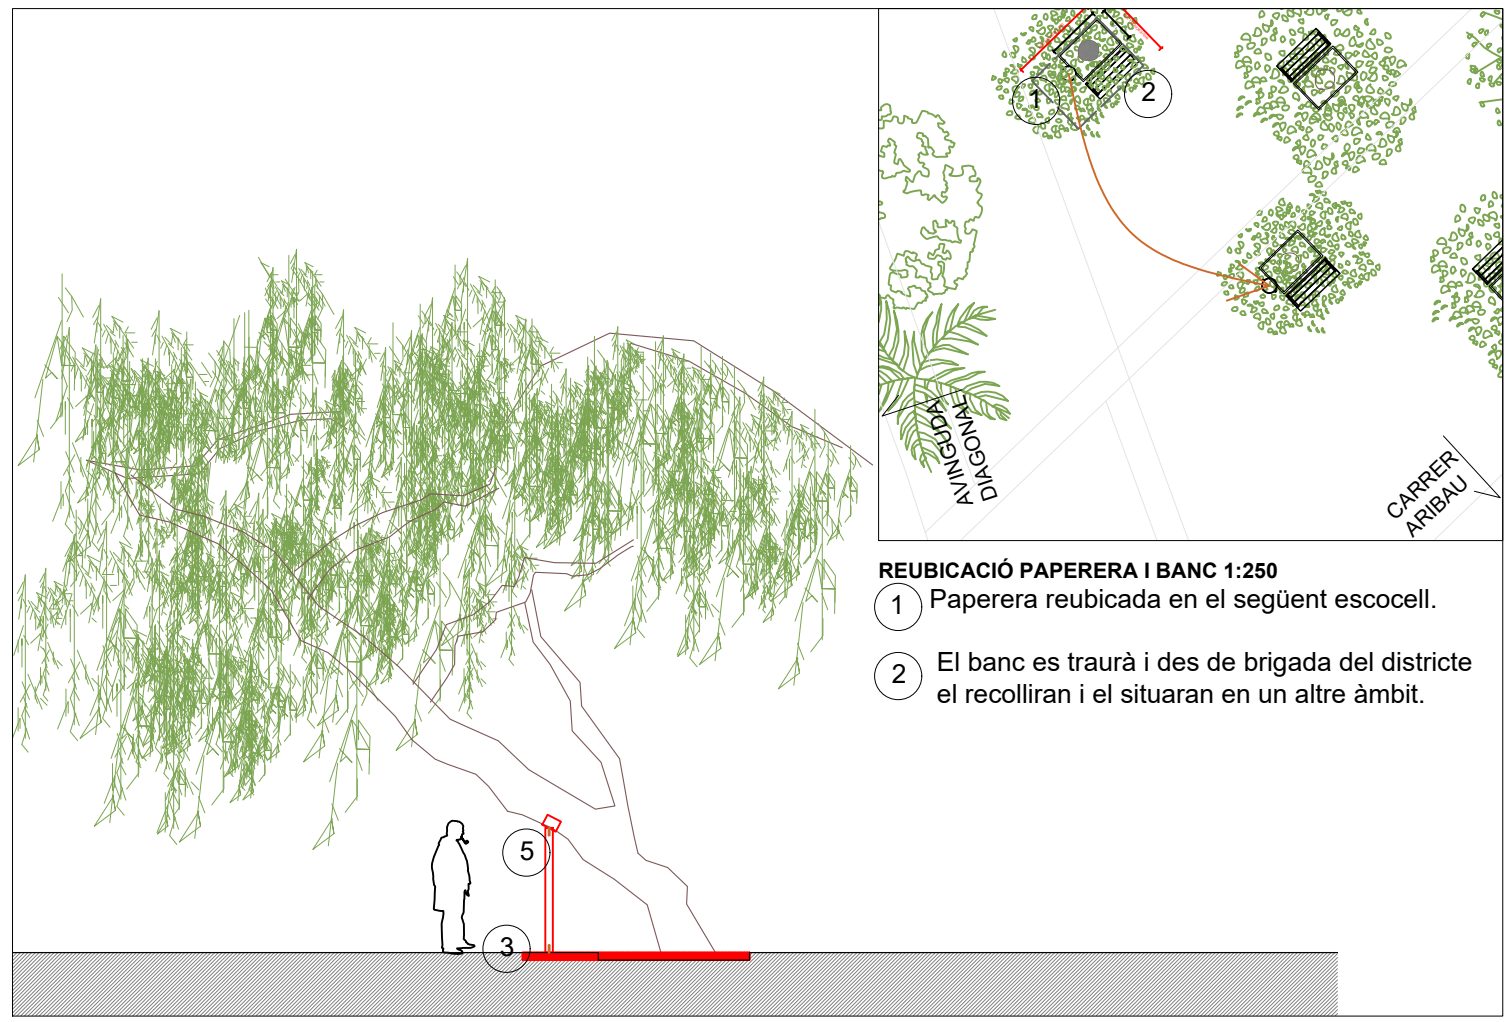 1
2
AVINGUDA
DIAGONAL
CARRER
ARIBAU
REUBICACIÓ PAPERERA I BANC 1:250
1 Paperera reubicada en el següent escocell.
2 El banc es traurà i des de brigada del districte
el recolliran i el situaran en un altre àmbit.
5
3